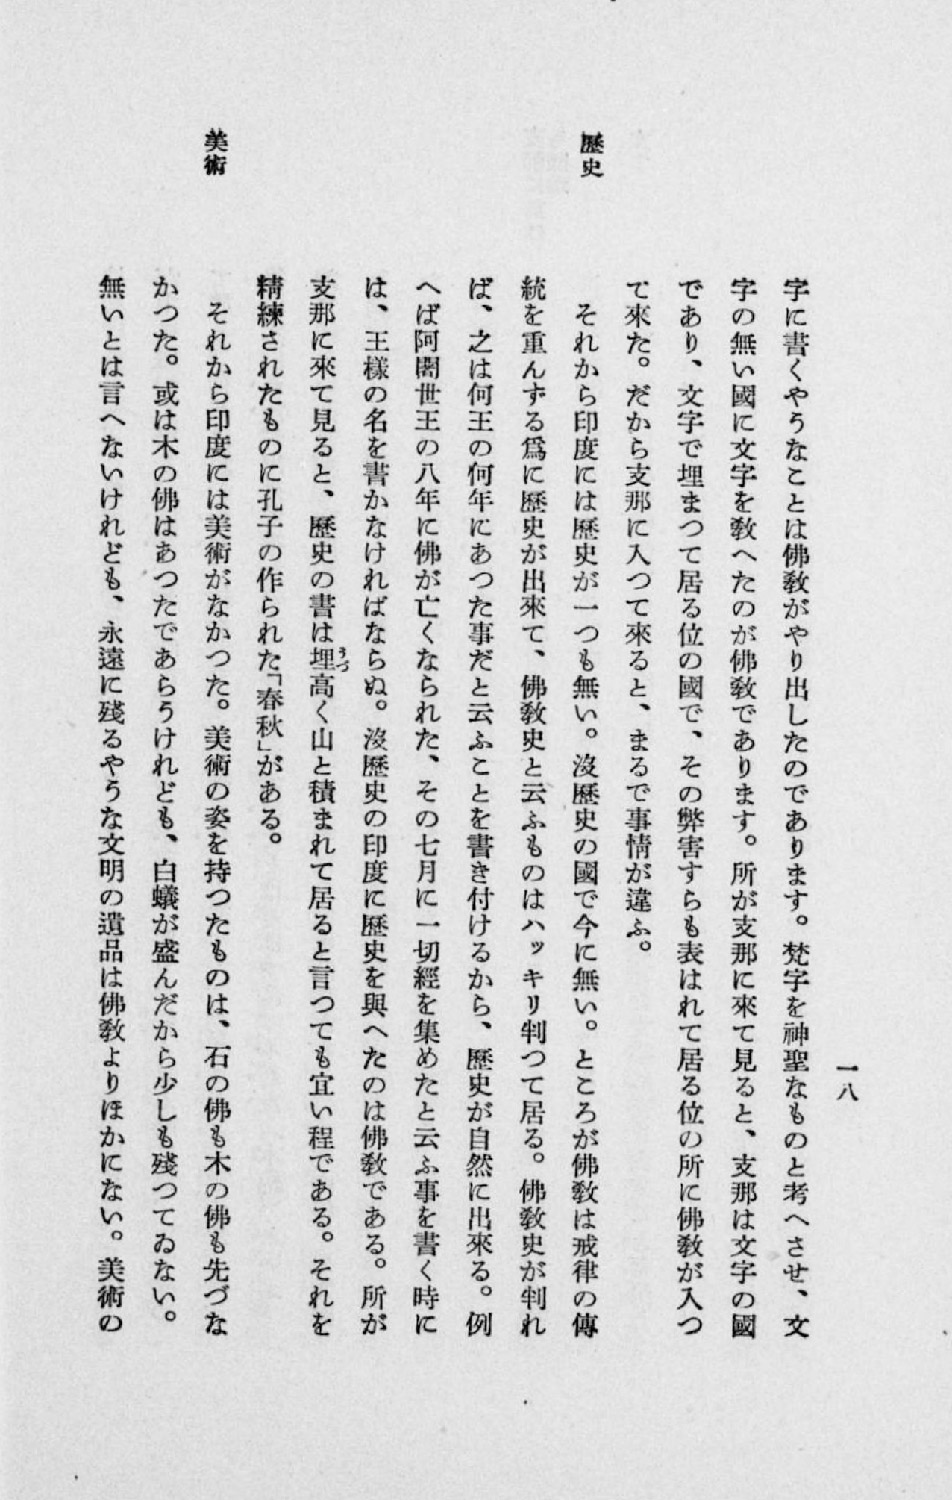 一八
字に書くやうなことは佛敎がやり出したのであります。梵字を神聖なものと考へさせ、文
字の無い國に文字を敎へたのが佛敎であります。所が支那に來て見ると、支那は文字の國
であり、文字で埋まつて居る位の國で、その弊害すらも表はれて居る位の所に佛敎が入つ
て來た。だから支那に入つて來ると、まるで事情が違ふ。
歷史
それから印度には歷史が一つも無い。沒歷史の國で今に無い。ところが佛敎は戒律の傳
統を重んずる爲に歷史が出來て、佛敎史と云ふものはハッキリ判つて居る。佛敎史が判れ
ば、之は何王の何年にあつた事だと云ふことを書き付けるから、歷史が自然に出來る。例
へば阿闍世王の八年に佛が亡くなられた、その七月に一切經を集めたと云ふ事を書く時に
は、王樣の名を書かなければならぬ。沒歷史の印度に歷史を與へたのは佛敎である。所が
支那に來て見ると、歷史の書は埋高く山と積まれて居ると言つても宜い程である。それを
うづ
精練されたものに孔子の作られた「春秋」がある。
美術
それから印度には美術がなかつた。美術の姿を持つたものは、石の佛も木の佛も先づな
かつた。或は木の佛はあつたであらうけれども、白蟻が盛んだから少しも殘つてゐない。
無いとは言へないけれども、永遠に殘るやうな文明の遺品は佛敎よりほかにない。美術の